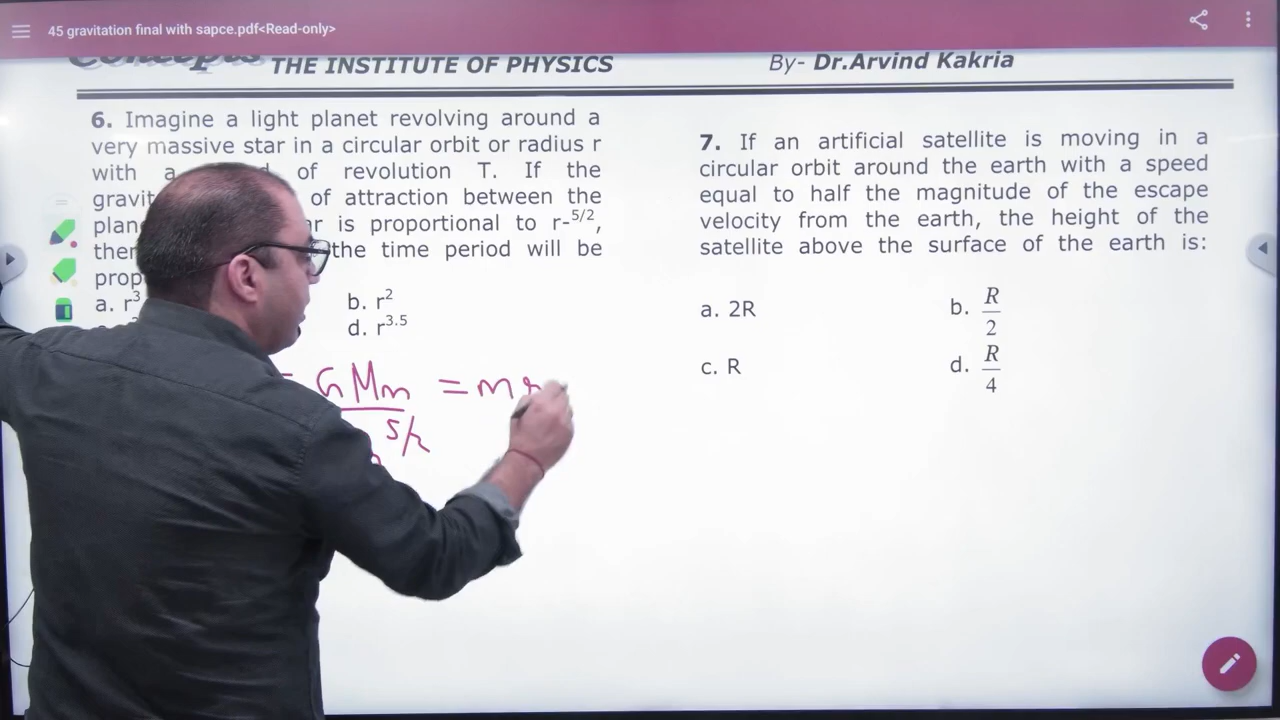 45 gravitation final with sapce.pdf<Read-only>
Concepts THE INSTITUTE OF PHYSICS
By- Dr.Arvind Kakria
6. Imagine a light planet revolving around a
very massive star in a circular orbit or radius r
with a of revolution T. If the
of attraction between the
is proportional to r-5/2,
the time period will be
a. r3
b. r2
d. r3.5
GMm = m
5/2
7. If an artificial satellite is moving in a
circular orbit around the earth with a speed
equal to half the magnitude of the escape
velocity from the earth, the height of the
satellite above the surface of the earth is:
a. 2R
b. R/2
c. R
d. R/4